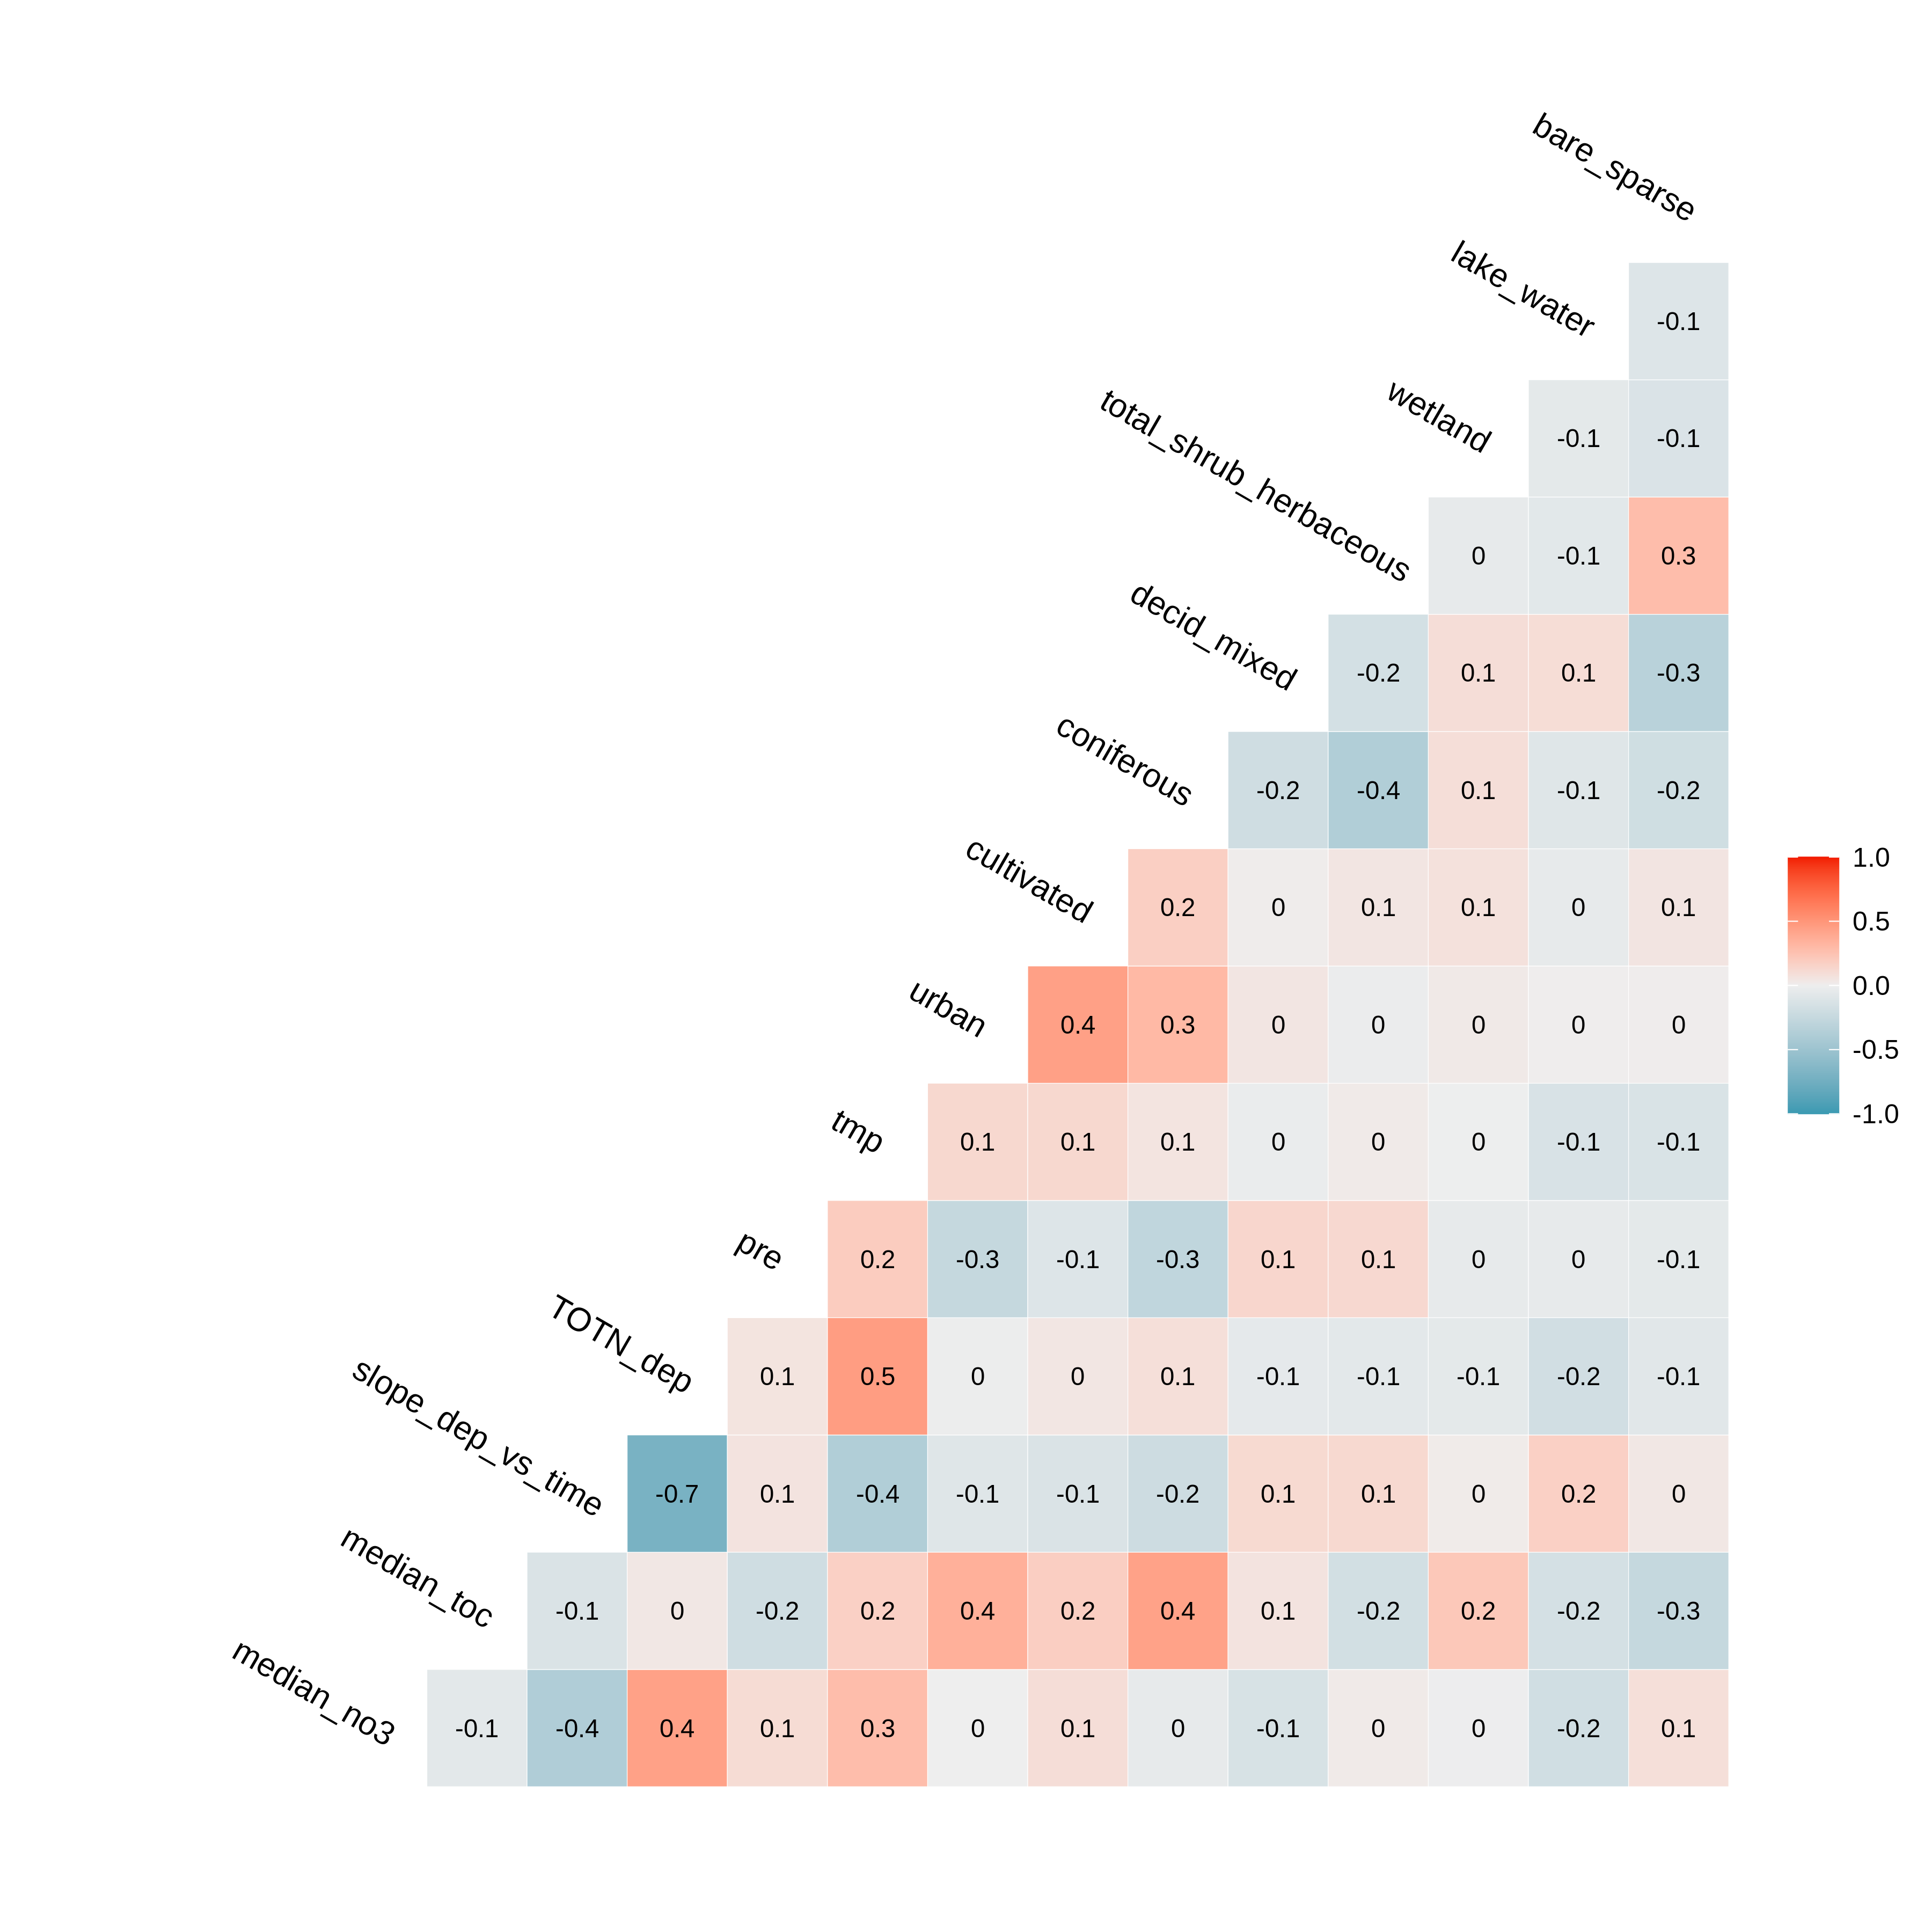 bare_sparse
lake_water -0.1
wetland -0.1 -0.1
total_shrub_herbaceous 0 -0.1 0.3
decid_mixed -0.2 0.1 0.1 -0.3
coniferous -0.2 -0.4 0.1 -0.1 -0.2
cultivated 0.2 0 0.1 0.1 0 0.1
urban 0.4 0.3 0 0 0 0 0
tmp 0.1 0.1 0.1 0 0 0 -0.1 -0.1
pre 0.2 -0.3 -0.1 -0.3 0.1 0.1 0 0 -0.1
TOTN_dep 0.1 0.5 0 0 0.1 -0.1 -0.1 -0.1 -0.2 -0.1
slope_dep_vs_time -0.7 0.1 -0.4 -0.1 -0.1 -0.2 0.1 0.1 0 0.2 0
median_toc -0.1 0 -0.2 0.2 0.4 0.2 0.4 0.1 -0.2 0.2 -0.2 -0.3
median_no3 -0.1 -0.4 0.4 0.1 0.3 0 0.1 0 -0.1 0 0 -0.2 0.1
1.0
0.5
0.0
-0.5
-1.0